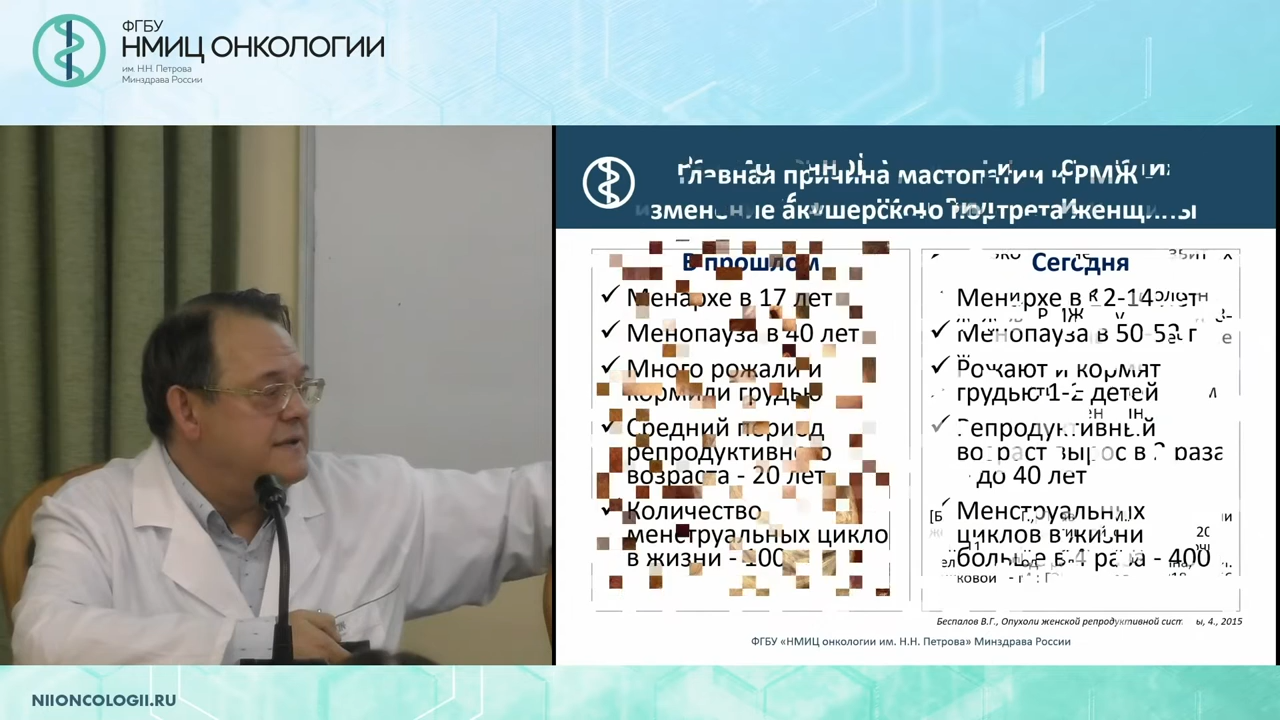 ФГБУ
НМИЦ ОНКОЛОГИИ
им. Н.Н. Петрова
Минздрава России
Главная причина мастопатии и РМЖ -
изменение акушерского портрета женщины
В прошлом
✓ Менархе в 17 лет
✓ Менопауза в 40 лет
✓ Много рожали и
кормили грудью
✓ Средний период
репродуктивного
возраста - 20 лет
✓ Количество
менструальных цикло
в жизни - 100
Сегодня
Менархе в 12-14 лет
✓ Менопауза в 50-52 г
✓ Рожают и кормят
грудью 1-2 детей
✓ Репродуктивный
возраст вырос в 2 раза
- до 40 лет
✓ Менструальных
циклов в жизни
больше в 4 раза - 400
Беспалов В.Г., Опухоли женской репродуктивной системы, 4., 2015
ФГБУ «НМИЦ онкологии им. Н.Н. Петрова» Минздрава России
NIIONCOLOGII.RU